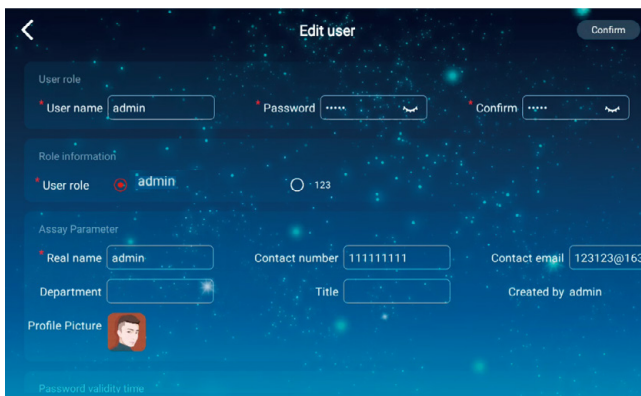 Edit user
Confirm
User role
* User name admin * Password ••••• * Confirm •••••
Role information
* User role admin 123
Assay Parameter
* Real name admin Contact number 111111111 Contact email 123123@163
Department Title Created by admin
Profile Picture
Password validity time